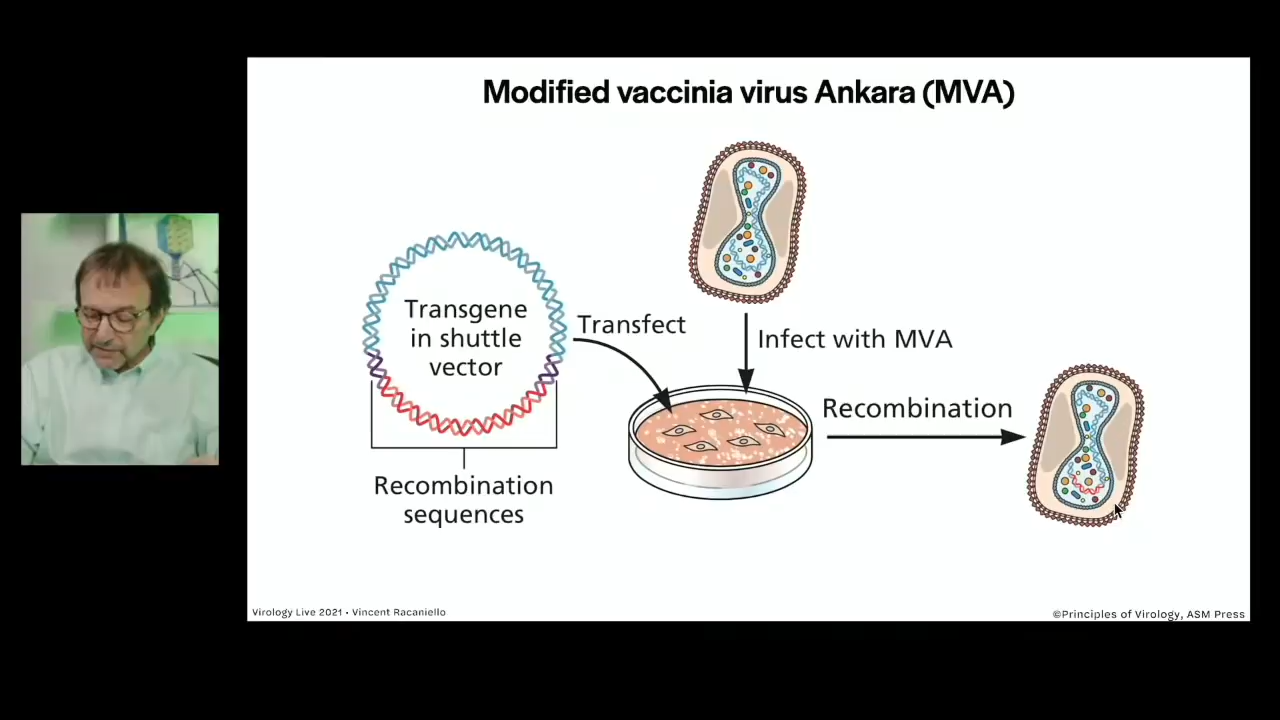 Modified vaccinia virus Ankara (MVA)
Transgene
in shuttle
vector
Transfect
Infect with MVA
Recombination
Recombination
sequences
Virology Live 2021 • Vincent Racaniello
©Principles of Virology, ASM Press